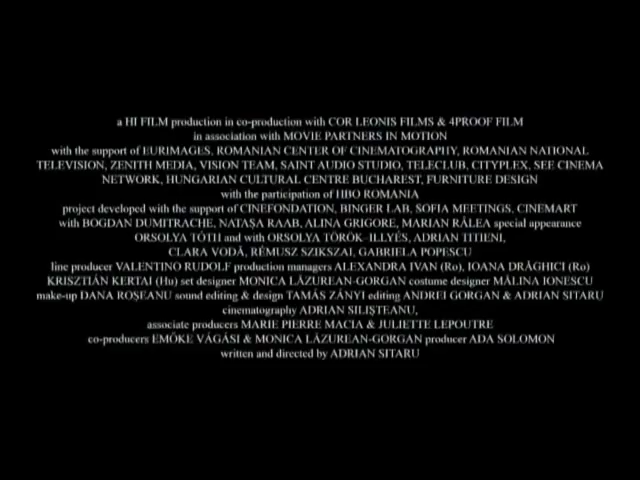 a HI FILM production in co-production with COR LEONIS FILMS & 4PROOF FILM
in association with MOVIE PARTNERS IN MOTION
with the support of EURIMAGES, ROMANIAN CENTER OF CINEMATOGRAPHY, ROMANIAN NATIONAL
TELEVISION, ZENITH MEDIA, VISION TEAM, SAINT AUDIO STUDIO, TELECLUB, CITYPLEX, SEE CINEMA
NETWORK, HUNGARIAN CULTURAL CENTRE BUCHAREST, FURNITURE DESIGN
with the participation of HBO ROMANIA
project developed with the support of CINEFONDATION, BINGER LAB, SOFIA MEETINGS, CINEMART
with BOGDAN DUMITRACHE, NATAȘA RAAB, ALINA GRIGORE, MARIAN RÂLEA special appearance
ORSOLYA TÓTH and with ORSOLYA TÖRÖK-ILLYÉS, ADRIAN TITIENI,
CLARA VODĂ, RÉMUSZ SZIKSZAI, GABRIELA POPESCU
line producer VALENTINO RUDOLF production managers ALEXANDRA IVAN (Ro), IOANA DRĂGHICI (Ro)
KRISZTIÁN KERTAI (Hu) set designer MONICA LĂZUREAN-GORGAN costume designer MĂLINA IONESCU
make-up DANA ROȘEANU sound editing & design TAMÁS ZÁNYI editing ANDREI GORGAN & ADRIAN SITARU
cinematography ADRIAN SILIȘTEANU,
associate producers MARIE PIERRE MACIA & JULIETTE LEPOUTRE
co-producers EMŐKE VÁGÁSI & MONICA LĂZUREAN-GORGAN producer ADA SOLOMON
written and directed by ADRIAN SITARU